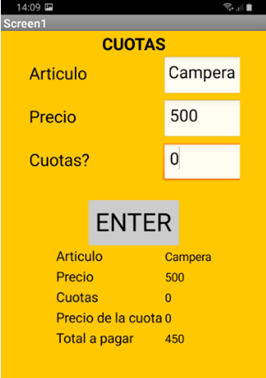 14:09
Screen1
CUOTAS
Articulo Campera
Precio 500
Cuotas? 0
ENTER
Articulo Campera
Precio 500
Cuotas 0
Precio de la cuota 0
Total a pagar 450